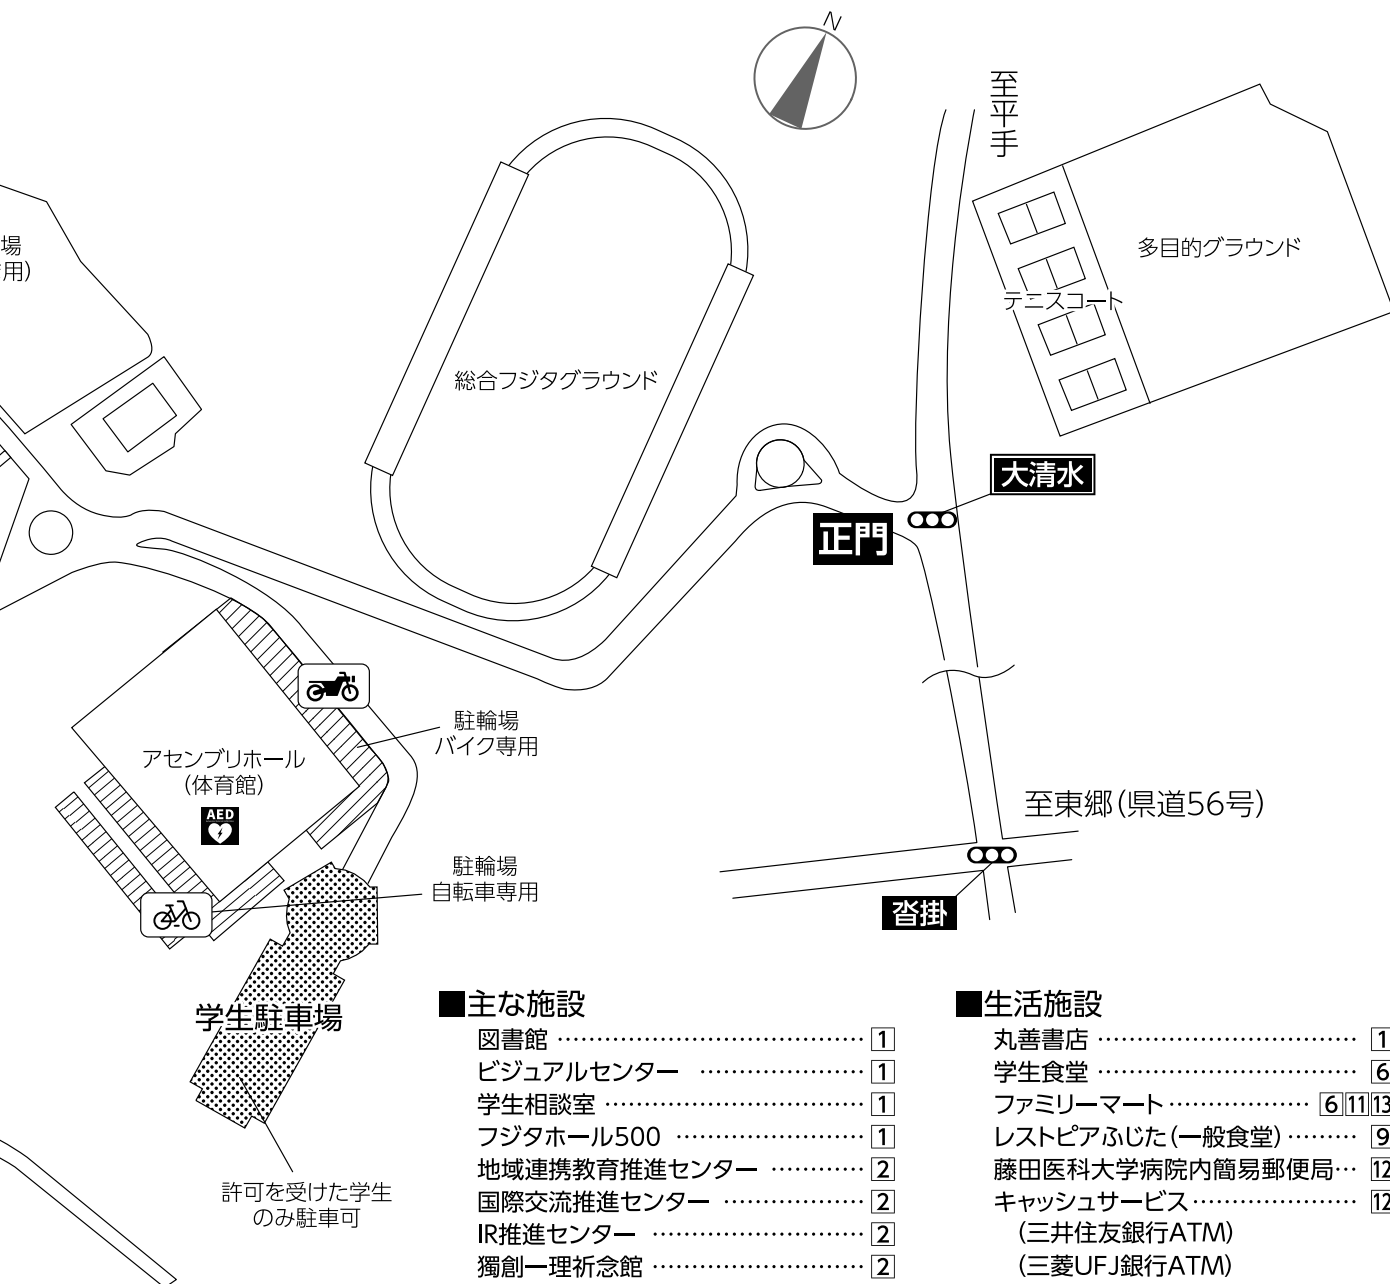 N
至平手
場
用)
多目的グラウンド
テニスコート
総合フジタグラウンド
大清水
正門
駐輪場
バイク専用
アセンブリホール
(体育館)
AED
至東郷(県道56号)
駐輪場
自転車専用
沓掛
学生駐車場
許可を受けた学生
のみ駐車可
■主な施設
図書館 …………………………………… 1
ビジュアルセンター ………………… 1
学生相談室 ……………………………… 1
フジタホール500 ……………………… 1
地域連携教育推進センター ………… 2
国際交流推進センター ……………… 2
IR推進センター ……………………… 2
獨創一理祈念館 ……………………… 2
■生活施設
丸善書店 ……………………………… 1
学生食堂 ……………………………… 6
ファミリーマート ……………… 6 11 13
レストピアふじた(一般食堂) ……… 9
藤田医科大学病院内簡易郵便局… 12
キャッシュサービス ………………… 12
(三井住友銀行ATM)
(三菱UFJ銀行ATM)